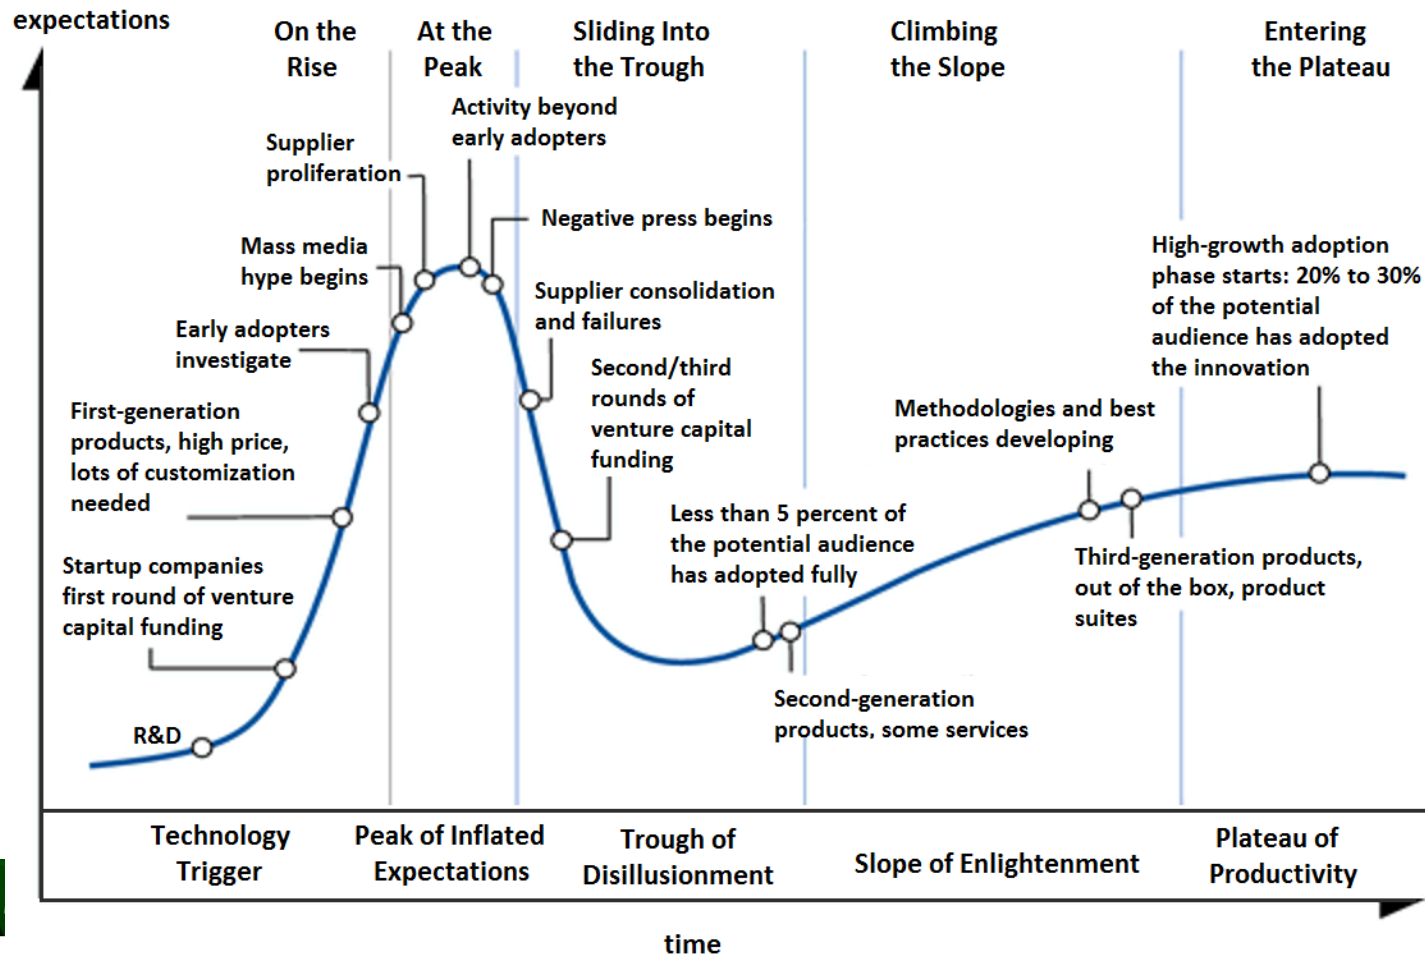 expectations
On the
Rise
At the
Peak
Sliding Into
the Trough
Climbing
the Slope
Entering
the Plateau
Activity beyond
early adopters
Supplier
proliferation
Negative press begins
Mass media
hype begins
High-growth adoption
phase starts: 20% to 30%
of the potential
audience has adopted
the innovation
Supplier consolidation
and failures
Early adopters
investigate
Second/third
rounds of
venture capital
funding
First-generation
products, high price,
lots of customization
needed
Methodologies and best
practices developing
Less than 5 percent of
the potential audience
has adopted fully
Startup companies
first round of venture
capital funding
Third-generation products,
out of the box, product
suites
Second-generation
products, some services
R&D
Technology
Trigger
Peak of Inflated
Expectations
Trough of
Disillusionment
Slope of Enlightenment
Plateau of
Productivity
time